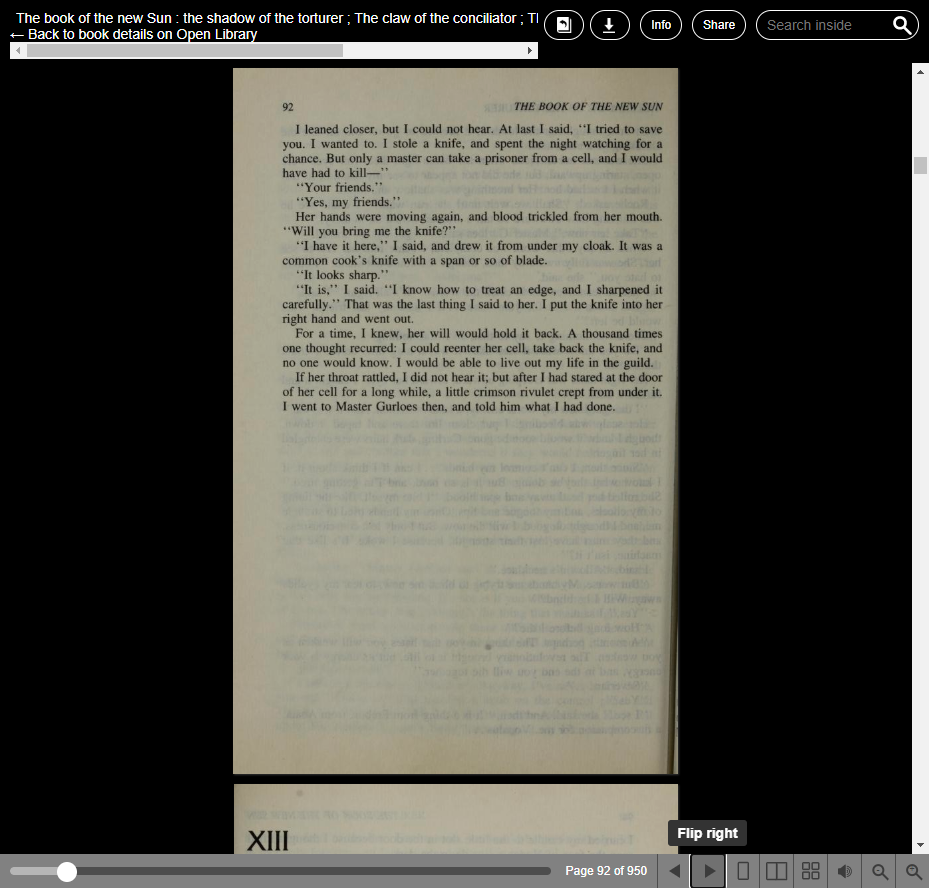 The book of the new Sun : the shadow of the torturer ; The claw of the conciliator ; Tl
← Back to book details on Open Library
Info
Share
Search inside
92
THE BOOK OF THE NEW SUN
I leaned closer, but I could not hear. At last I said, ‘‘I tried to save
you. I wanted to. I stole a knife, and spent the night watching for a
chance. But only a master can take a prisoner from a cell, and I would
have had to kill—’’
‘‘Your friends.’’
‘‘Yes, my friends.’’
Her hands were moving again, and blood trickled from her mouth.
‘‘Will you bring me the knife?’’
‘‘I have it here,’’ I said, and drew it from under my cloak. It was a
common cook’s knife with a span or so of blade.
‘‘It looks sharp.’’
‘‘It is,’’ I said. ‘‘I know how to treat an edge, and I sharpened it
carefully.’’ That was the last thing I said to her. I put the knife into her
right hand and went out.
For a time, I knew, her will would hold it back. A thousand times
one thought recurred: I could reenter her cell, take back the knife, and
no one would know. I would be able to live out my life in the guild.
If her throat rattled, I did not hear it; but after I had stared at the door
of her cell for a long while, a little crimson rivulet crept from under it.
I went to Master Gurloes then, and told him what I had done.
XIII
Flip right
Page 92 of 950